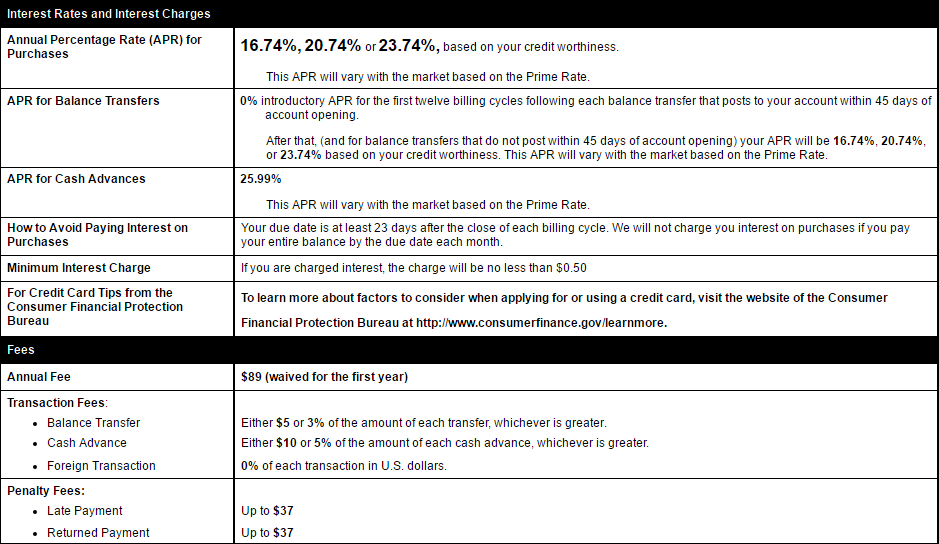 Interest Rates and Interest Charges
Annual Percentage Rate (APR) for
Purchases
16.74%, 20.74% or 23.74%, based on your credit worthiness.
This APR will vary with the market based on the Prime Rate.
APR for Balance Transfers
0% introductory APR for the first twelve billing cycles following each balance transfer that posts to your account within 45 days of
account opening.
After that, (and for balance transfers that do not post within 45 days of account opening) your APR will be 16.74%, 20.74%,
or 23.74% based on your credit worthiness. This APR will vary with the market based on the Prime Rate.
APR for Cash Advances
25.99%
This APR will vary with the market based on the Prime Rate.
How to Avoid Paying Interest on
Purchases
Your due date is at least 23 days after the close of each billing cycle. We will not charge you interest on purchases if you pay
your entire balance by the due date each month.
Minimum Interest Charge
If you are charged interest, the charge will be no less than $0.50
For Credit Card Tips from the
Consumer Financial Protection
Bureau
To learn more about factors to consider when applying for or using a credit card, visit the website of the Consumer
Financial Protection Bureau at http://www.consumerfinance.gov/learnmore.
Fees
Annual Fee
$89 (waived for the first year)
Transaction Fees:
• Balance Transfer
Either $5 or 3% of the amount of each transfer, whichever is greater.
• Cash Advance
Either $10 or 5% of the amount of each cash advance, whichever is greater.
• Foreign Transaction
0% of each transaction in U.S. dollars.
Penalty Fees:
• Late Payment
Up to $37
• Returned Payment
Up to $37